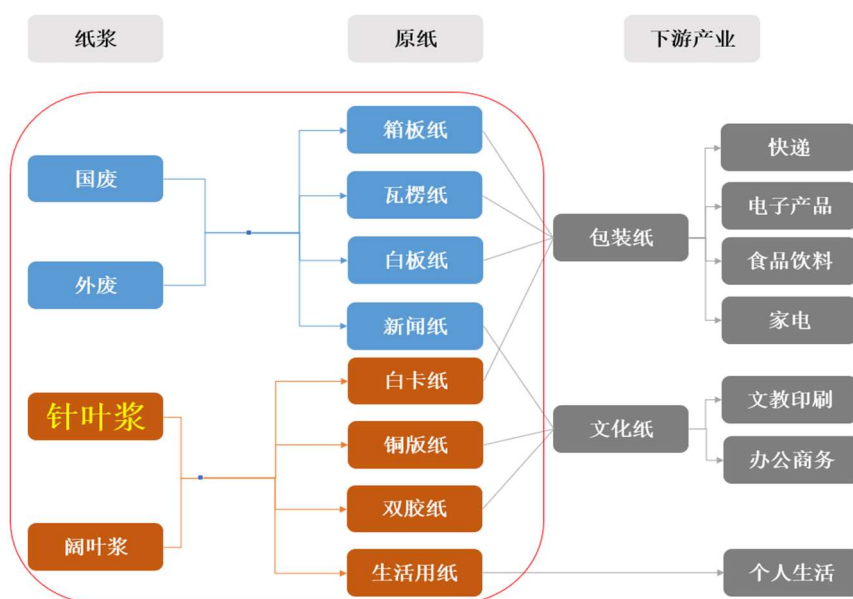 纸浆
原纸
下游产业
国废
外废
针叶浆
阔叶浆
箱板纸
瓦楞纸
白板纸
新闻纸
白卡纸
铜版纸
双胶纸
生活用纸
包装纸
文化纸
快递
电子产品
食品饮料
家电
文教印刷
办公商务
个人生活